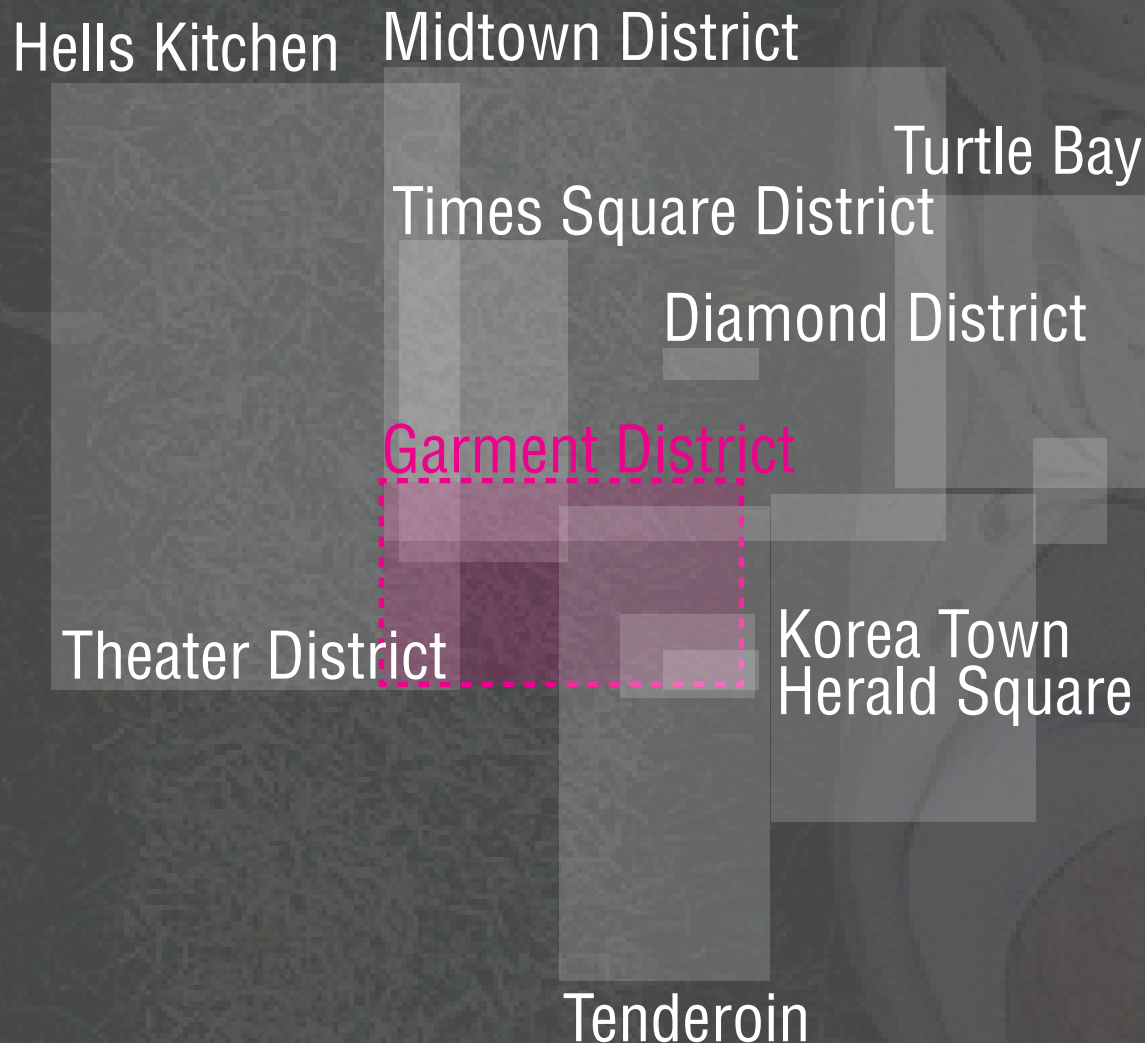 Hells Kitchen
Midtown District
Turtle Bay
Times Square District
Diamond District
Garment District
Theater District
Korea Town
Herald Square
Tenderoin